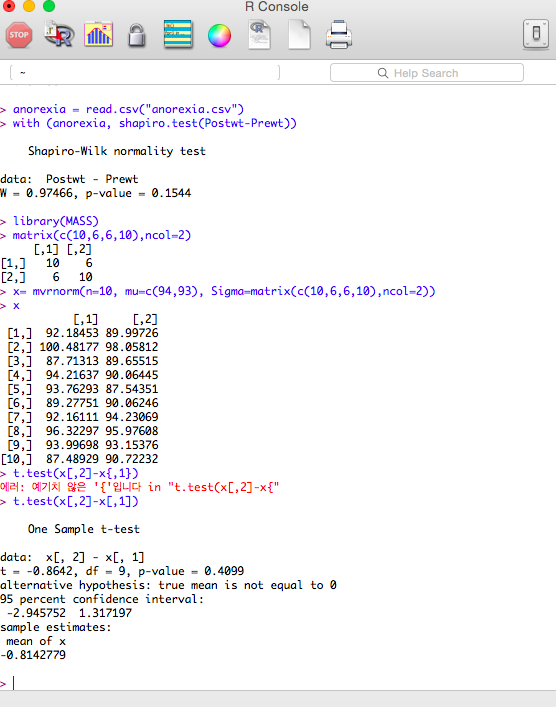 R Console
STOP
R
R
~
Help Search
> anorexia = read.csv("anorexia.csv")
> with (anorexia, shapiro.test(Postwt-Prewt))
Shapiro-Wilk normality test
data:  Postwt - Prewt
W = 0.97466, p-value = 0.1544
> library(MASS)
> matrix(c(10,6,6,10),ncol=2)
     [,1] [,2]
[1,]   10    6
[2,]    6   10
> x= mvrnorm(n=10, mu=c(94,93), Sigma=matrix(c(10,6,6,10),ncol=2))
> x
           [,1]     [,2]
 [1,]  92.18453 89.99726
 [2,] 100.48177 98.05812
 [3,]  87.71313 89.65515
 [4,]  94.21637 90.06445
 [5,]  93.76293 87.54351
 [6,]  89.27751 90.06246
 [7,]  92.16111 94.23069
 [8,]  96.32297 95.97608
 [9,]  93.99698 93.15376
[10,]  87.48929 90.72232
> t.test(x[,2]-x{,1})
에러: 예기치 않은 '{'입니다 in "t.test(x[,2]-x{"
> t.test(x[,2]-x[,1])
One Sample t-test
data:  x[, 2] - x[, 1]
t = -0.8642, df = 9, p-value = 0.4099
alternative hypothesis: true mean is not equal to 0
95 percent confidence interval:
 -2.945752  1.317197
sample estimates:
 mean of x
-0.8142779
>